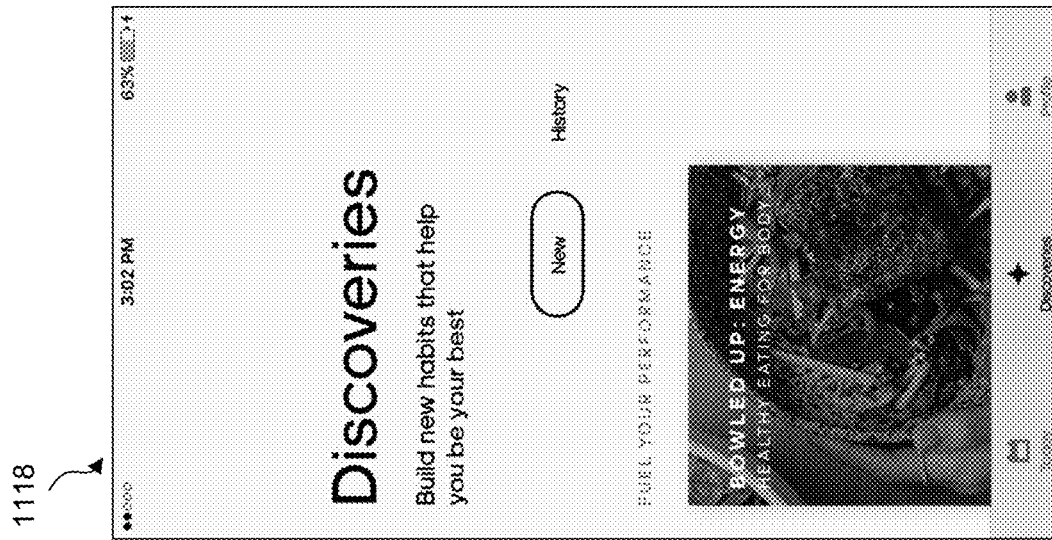 1118
3:02 PM 63%
Discoveries
Build new habits that help
you be your best
New History
FUEL YOUR PERFORMANCE
BOWLED UP: ENERGY
HEALTHY EATING FOR BODY
Discoveries Profile